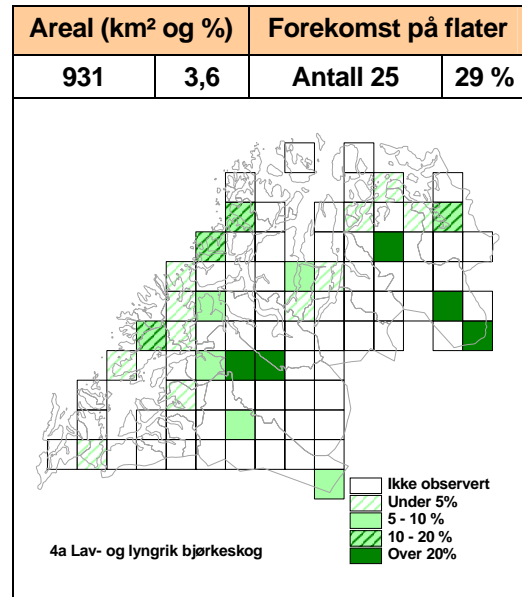 Areal (km² og %) Forekomst på flater
931 3,6 Antall 25 29 %
Ikke observert
Under 5%
5 - 10 %
10 - 20 %
Over 20%
4a Lav- og lyngrik bjørkeskog